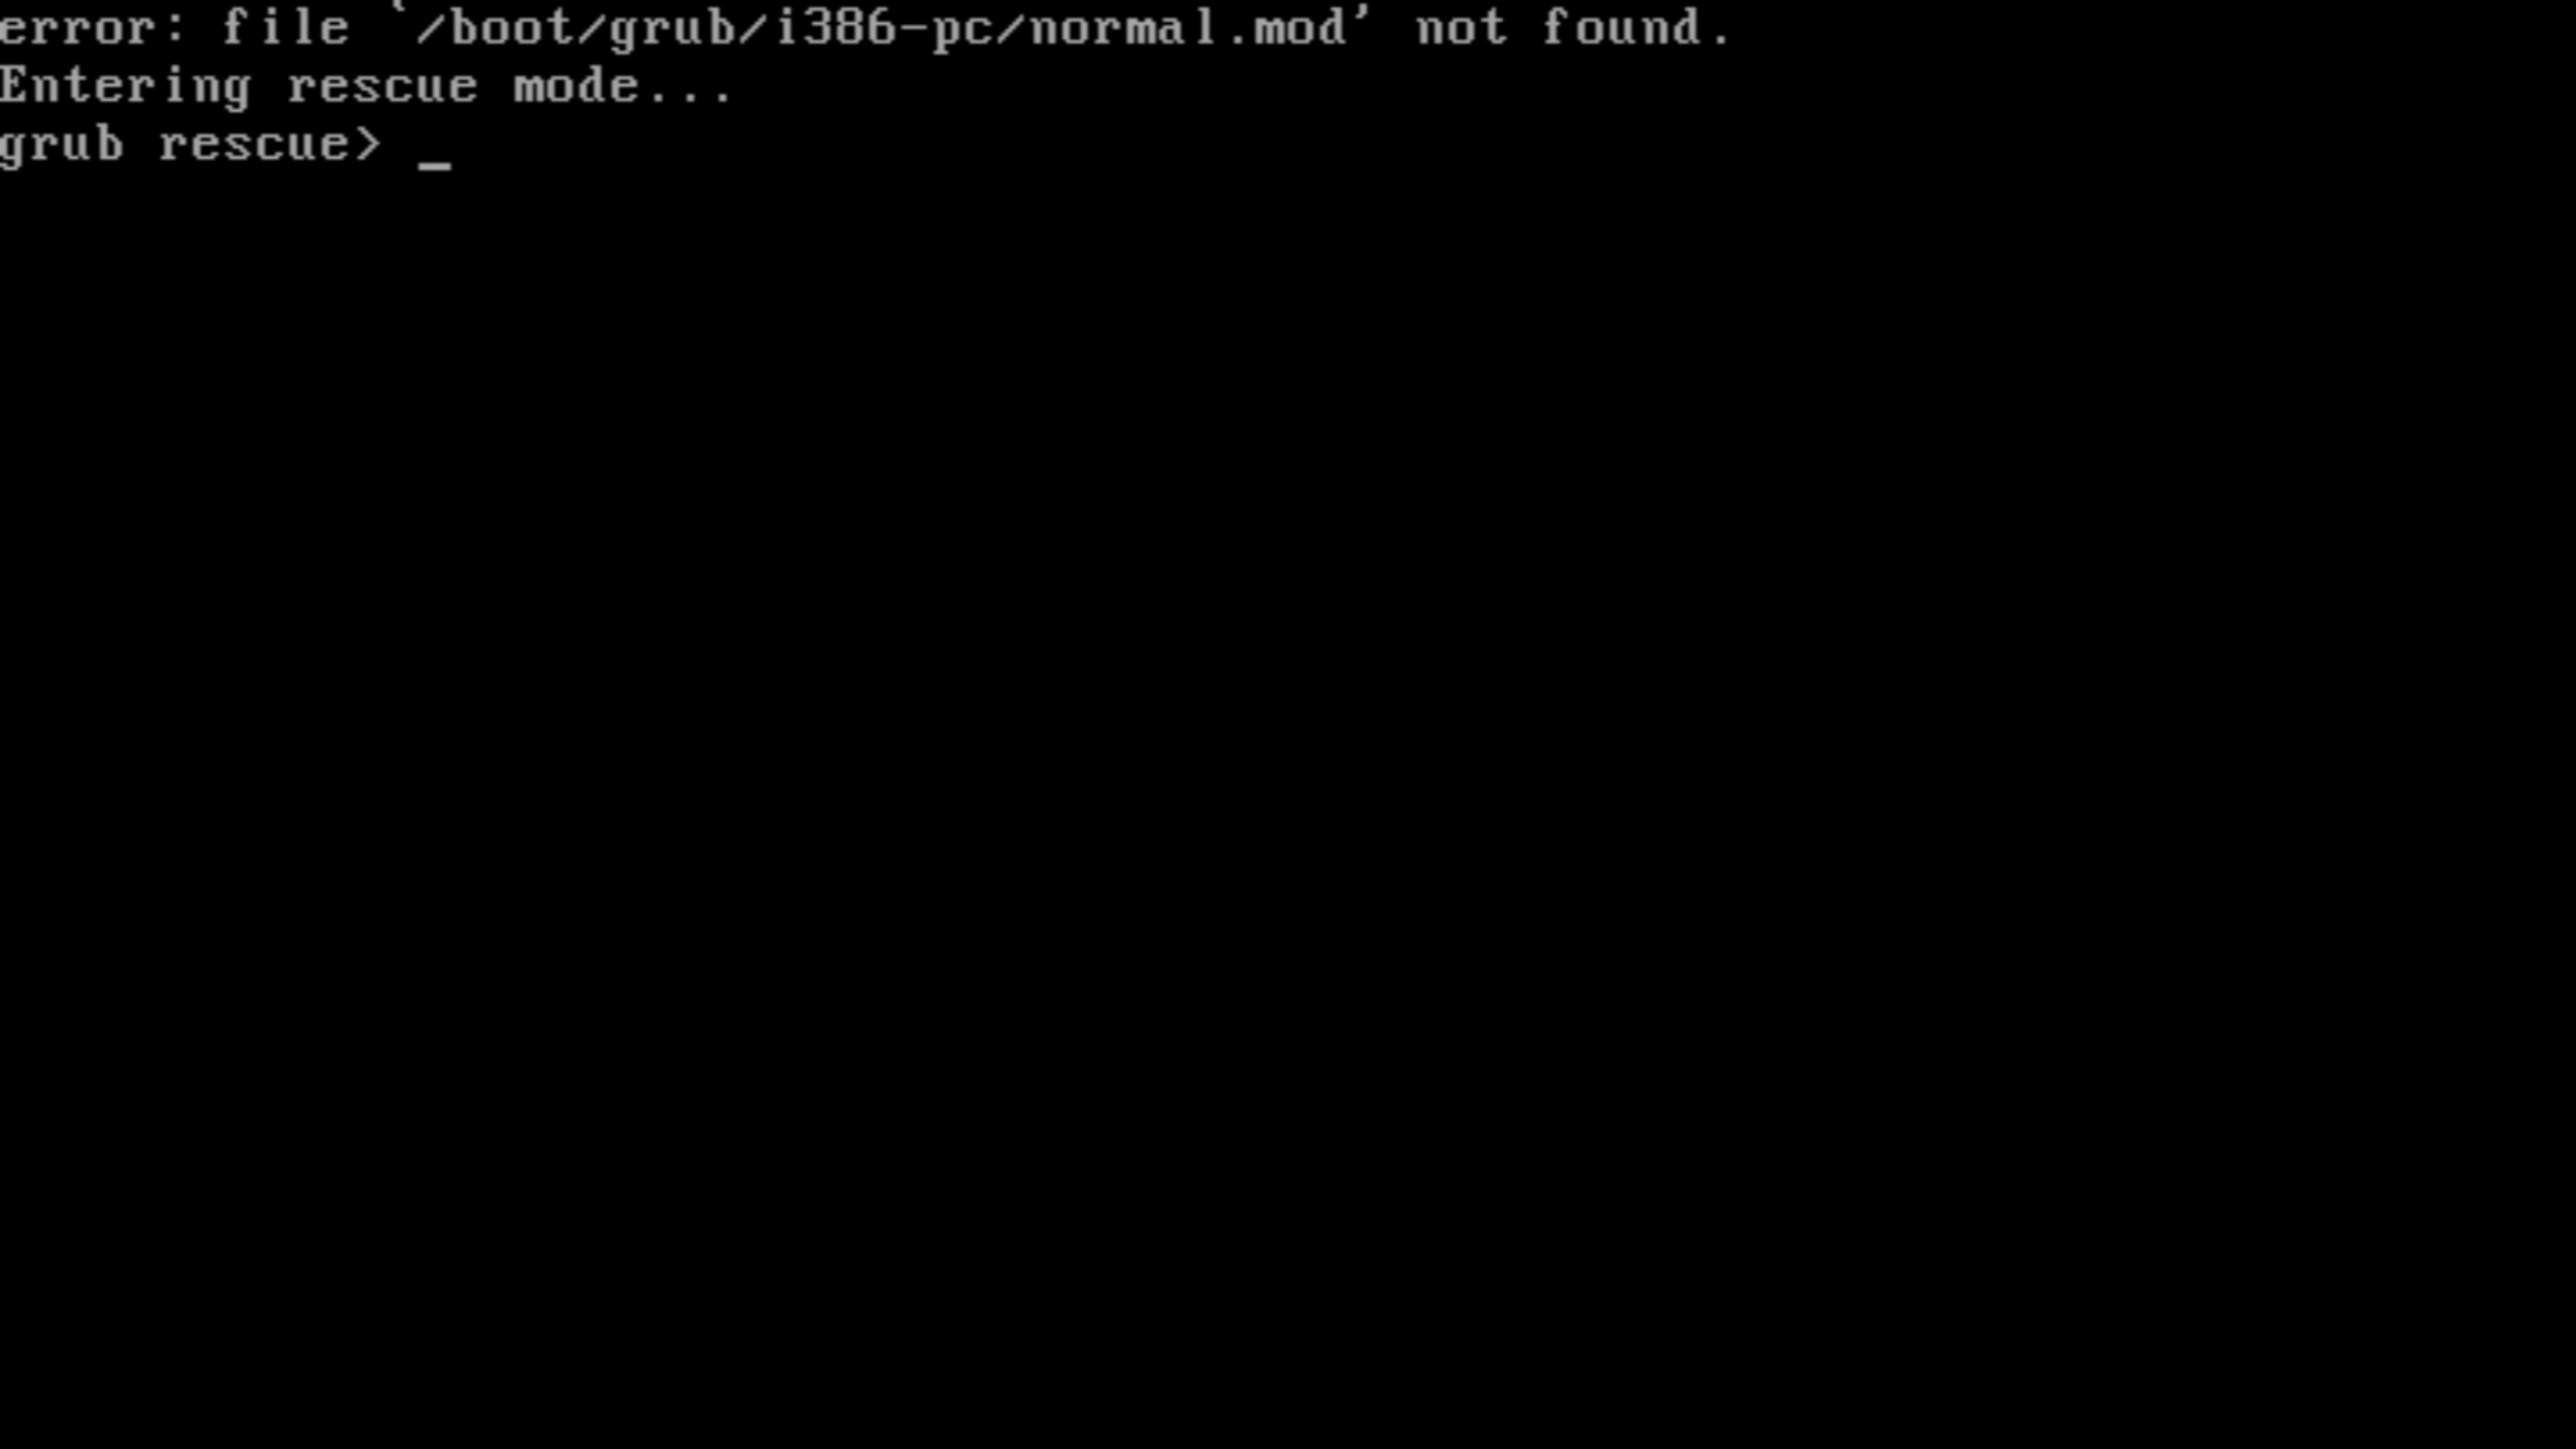 error: file `/boot/grub/i386-pc/normal.mod' not found.
Entering rescue mode...
grub rescue> _